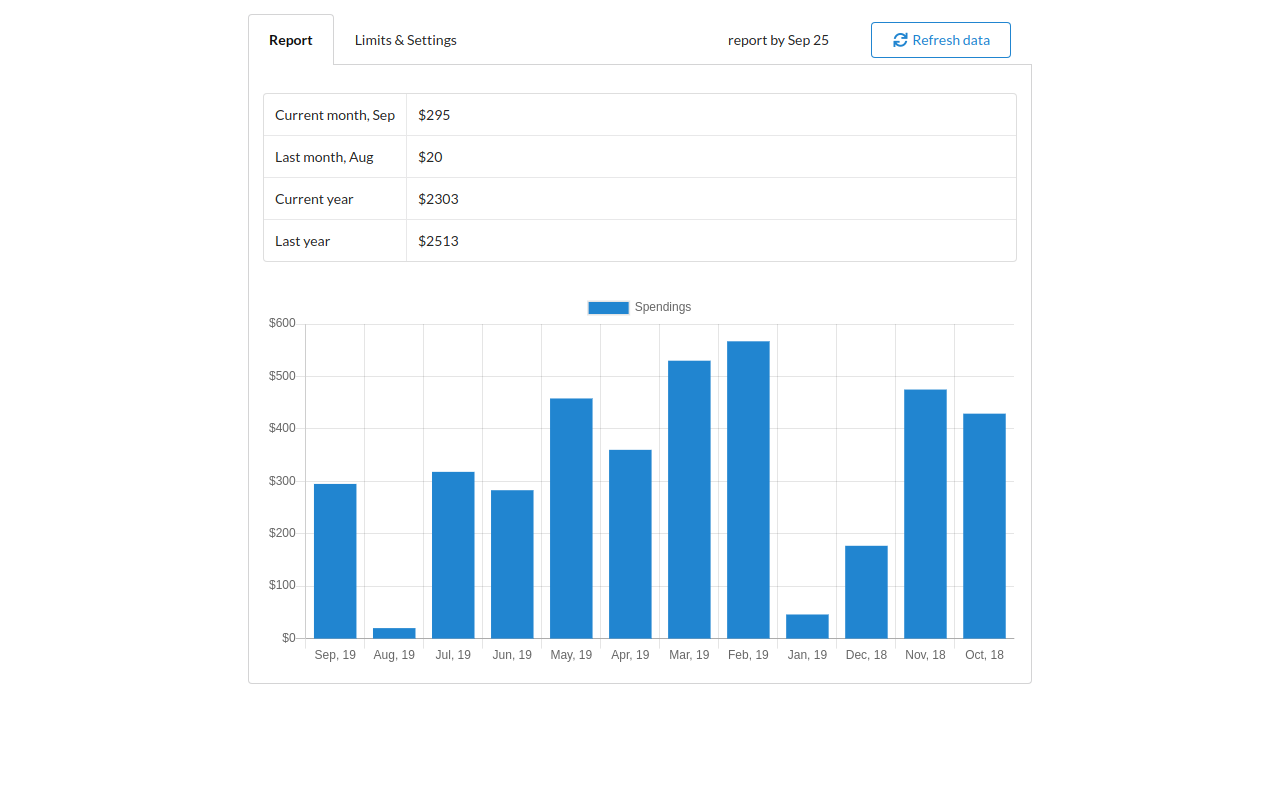 Report
Limits & Settings
report by Sep 25
Refresh data
Current month, Sep $295
Last month, Aug $20
Current year $2303
Last year $2513
Spendings
$600
$500
$400
$300
$200
$100
$0
Sep, 19 Aug, 19 Jul, 19 Jun, 19 May, 19 Apr, 19 Mar, 19 Feb, 19 Jan, 19 Dec, 18 Nov, 18 Oct, 18